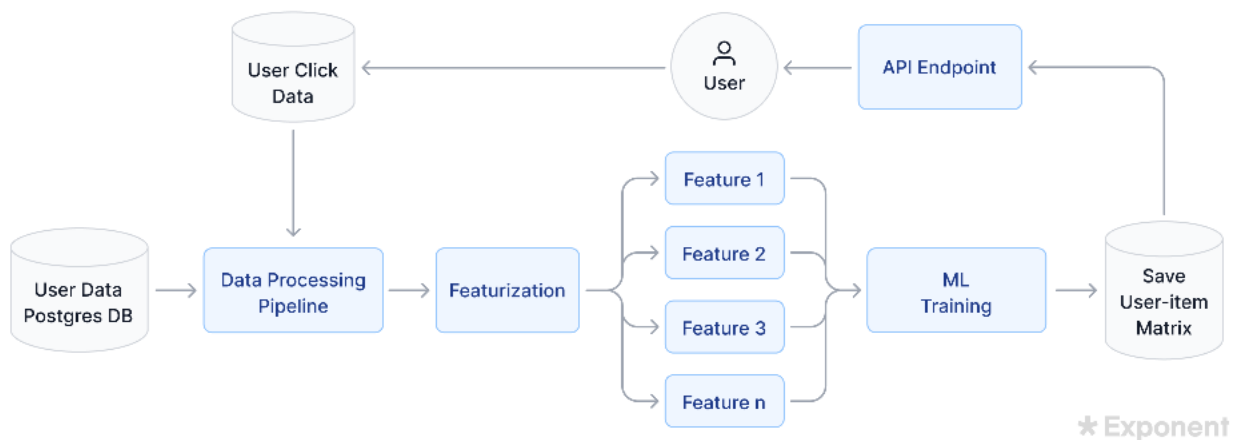 User Click
Data
User
API Endpoint
Feature 1
Feature 2
Feature 3
Feature n
User Data
Postgres DB
Data Processing
Pipeline
Featurization
ML
Training
Save
User-item
Matrix
Exponent